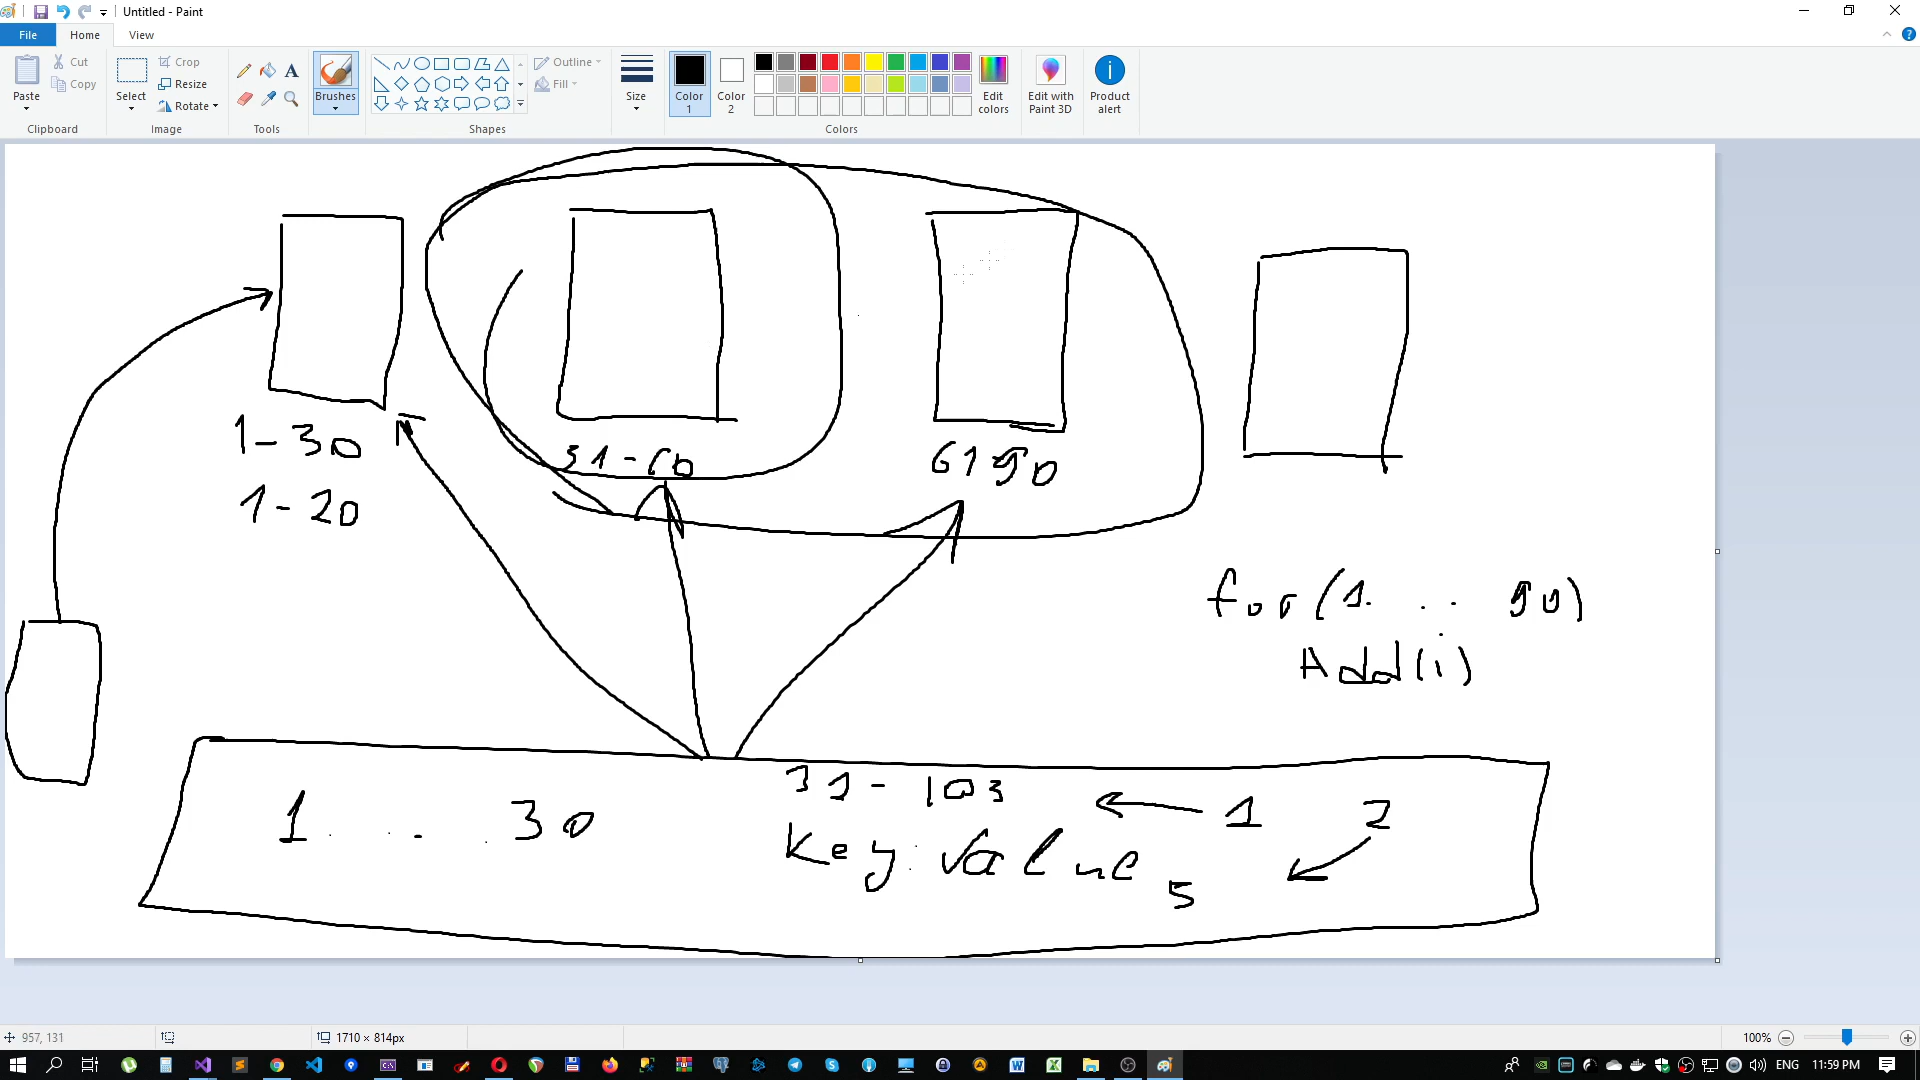 Untitled - Paint
File Home View
Paste
Cut
Copy
Clipboard
Select
Crop
Resize
Rotate
Image
Tools
Brushes
Shapes
Outline
Fill
Size
Color 1
Color 2
Colors
Edit colors
Edit with Paint 3D
Product alert
1-30
1-20
31-60
61 90
for(1. .. 90)
Add(i)
1 ... 30
31-103
Key:Value
1 2
5
957, 131
1710 × 814px
100%
ENG
11:59 PM